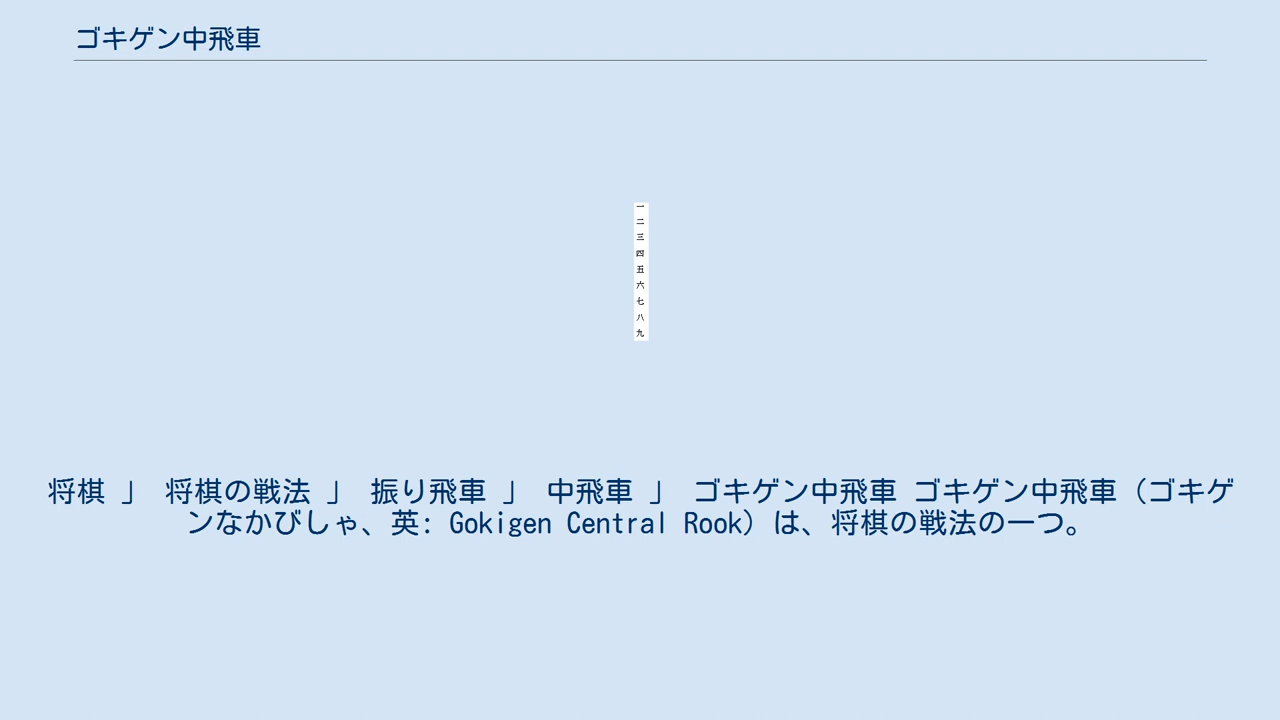 ゴキゲン中飛車
一
二
三
四
五
六
七
八
九
将棋 」 将棋の戦法 」 振り飛車 」 中飛車 」 ゴキゲン中飛車 ゴキゲン中飛車（ゴキゲ
ンなかびしゃ、英: Gokigen Central Rook）は、将棋の戦法の一つ。